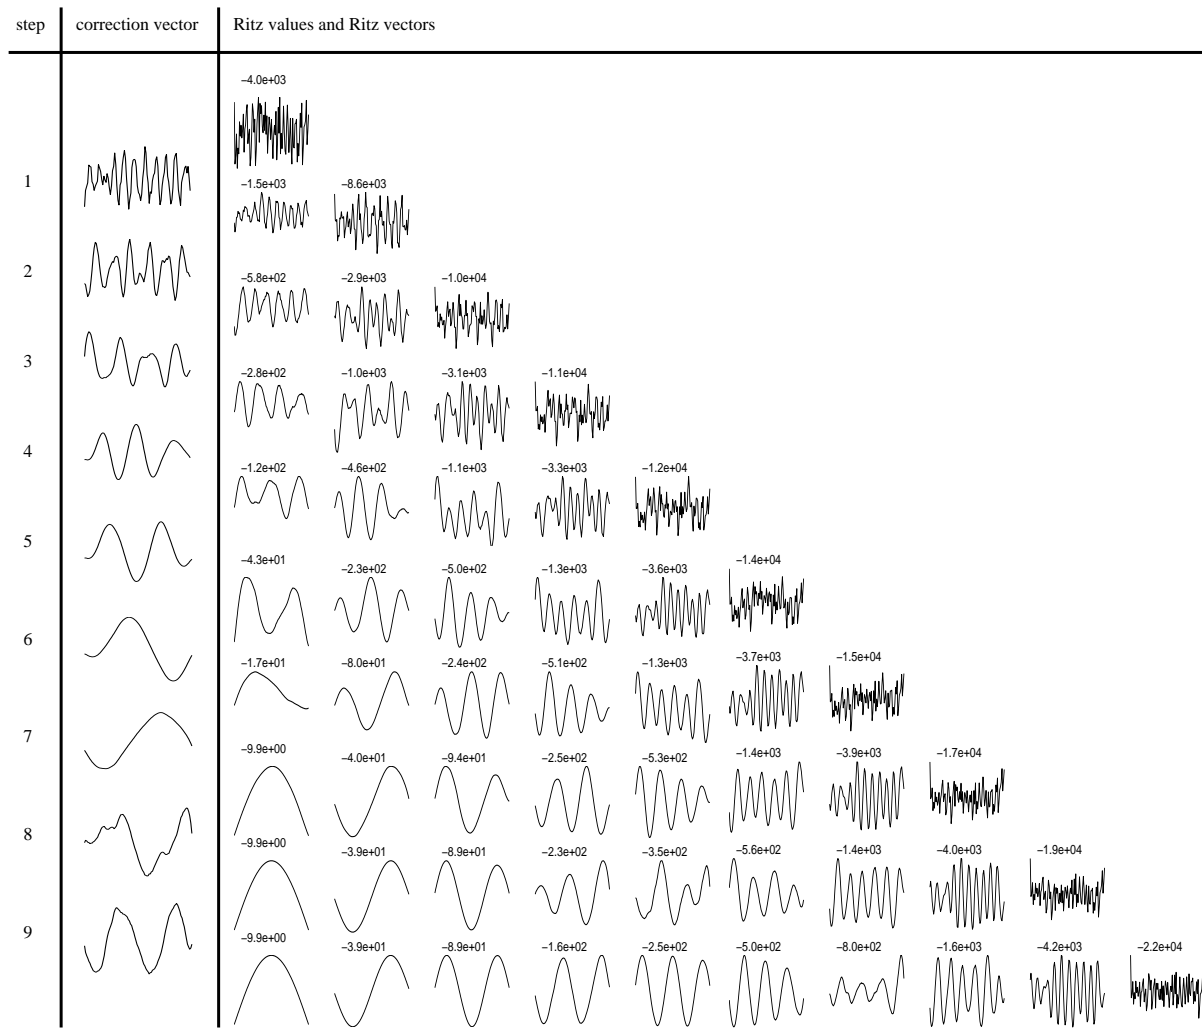 step correction vector Ritz values and Ritz vectors
−4.0e+03
1
−1.5e+03 −8.6e+03
2
−5.8e+02 −2.9e+03 −1.0e+04
3
−2.8e+02 −1.0e+03 −3.1e+03 −1.1e+04
4
−1.2e+02 −4.6e+02 −1.1e+03 −3.3e+03 −1.2e+04
5
−4.3e+01 −2.3e+02 −5.0e+02 −1.3e+03 −3.6e+03 −1.4e+04
6
−1.7e+01 −8.0e+01 −2.4e+02 −5.1e+02 −1.3e+03 −3.7e+03 −1.5e+04
7
−9.9e+00 −4.0e+01 −9.4e+01 −2.5e+02 −5.3e+02 −1.4e+03 −3.9e+03 −1.7e+04
8
−9.9e+00 −3.9e+01 −8.9e+01 −2.3e+02 −3.5e+02 −5.6e+02 −1.4e+03 −4.0e+03 −1.9e+04
9
−9.9e+00 −3.9e+01 −8.9e+01 −1.6e+02 −2.5e+02 −5.0e+02 −8.0e+02 −1.6e+03 −4.2e+03 −2.2e+04